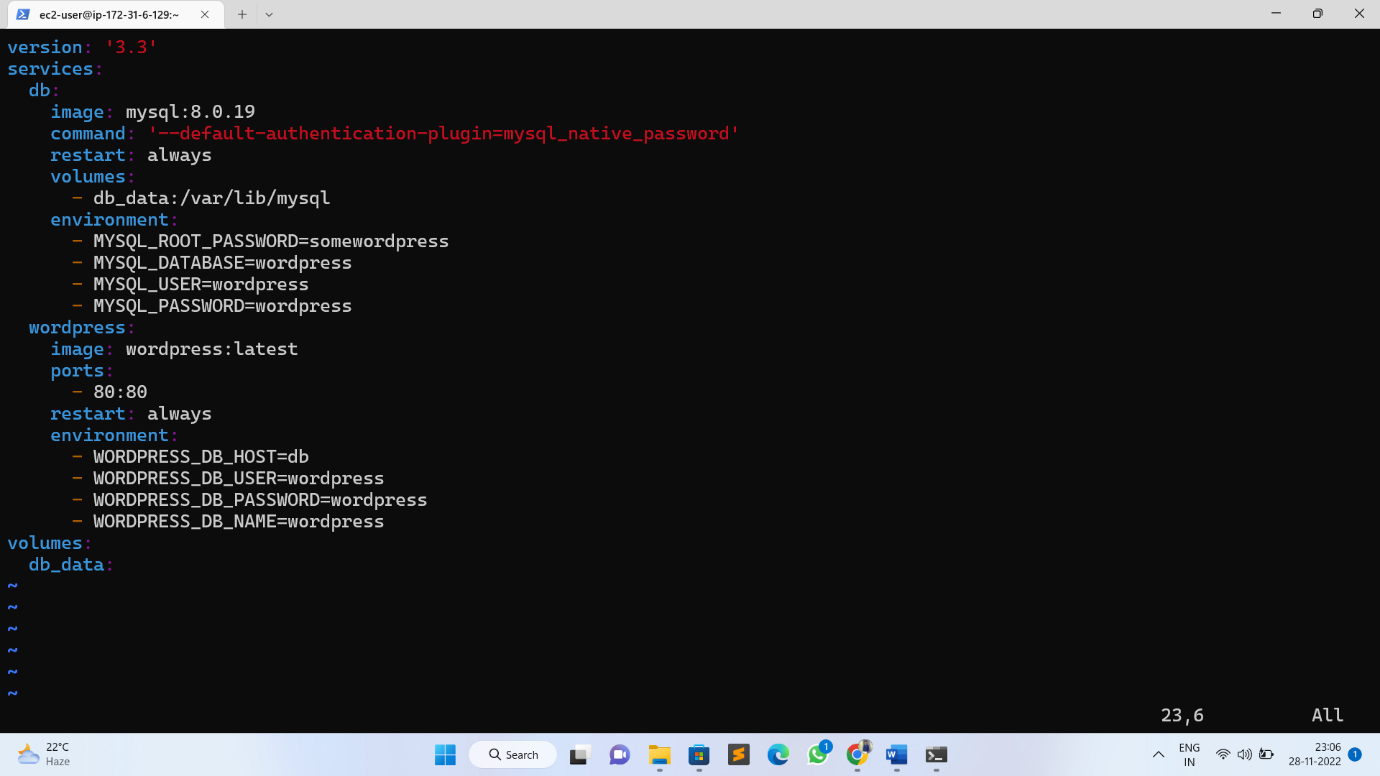 ec2-user@ip-172-31-6-129:~
version: '3.3'
services:
  db:
    image: mysql:8.0.19
    command: '--default-authentication-plugin=mysql_native_password'
    restart: always
    volumes:
      - db_data:/var/lib/mysql
    environment:
      - MYSQL_ROOT_PASSWORD=somewordpress
      - MYSQL_DATABASE=wordpress
      - MYSQL_USER=wordpress
      - MYSQL_PASSWORD=wordpress
  wordpress:
    image: wordpress:latest
    ports:
      - 80:80
    restart: always
    environment:
      - WORDPRESS_DB_HOST=db
      - WORDPRESS_DB_USER=wordpress
      - WORDPRESS_DB_PASSWORD=wordpress
      - WORDPRESS_DB_NAME=wordpress
volumes:
  db_data:
~
~
~
~
~
~
23,6 All
22°C
Haze
Search
1
W
ENG
IN
23:06
28-11-2022
1